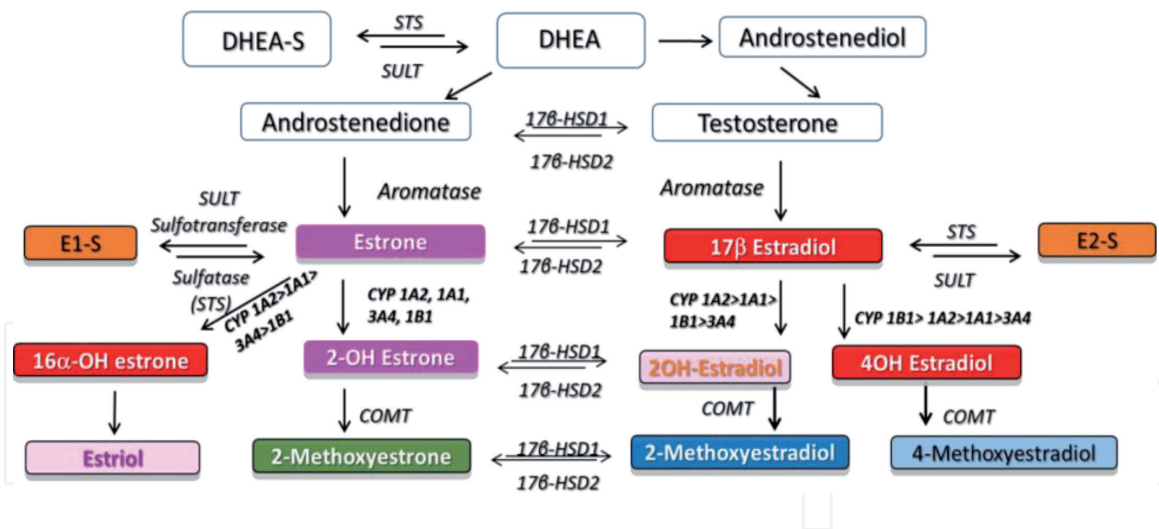 DHEA-S
STS
SULT
DHEA
Androstenediol
Androstenedione
17β-HSD1
17β-HSD2
Testosterone
Aromatase
Aromatase
SULT
Sulfotransferase
E1-S
Sulfatase
(STS)
Estrone
17β-HSD1
17β-HSD2
17β Estradiol
STS
SULT
E2-S
CYP 1A2>1A1>
3A4>1B1
CYP 1A2, 1A1,
3A4, 1B1
CYP 1A2>1A1>
1B1>3A4
CYP 1B1> 1A2>1A1>3A4
16α-OH estrone
2-OH Estrone
17β-HSD1
17β-HSD2
2OH-Estradiol
4OH Estradiol
COMT
COMT
COMT
Estriol
2-Methoxyestrone
17β-HSD1
17β-HSD2
2-Methoxyestradiol
4-Methoxyestradiol